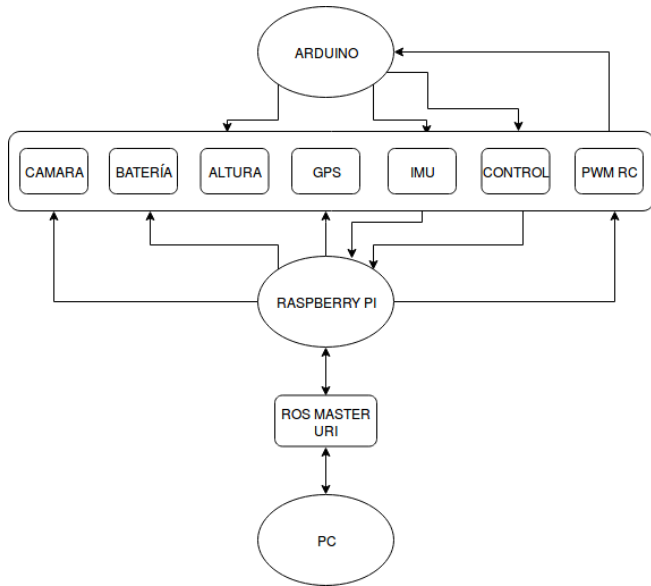 ARDUINO
CAMARA
BATERÍA
ALTURA
GPS
IMU
CONTROL
PWM RC
RASPBERRY PI
ROS MASTER
URI
PC